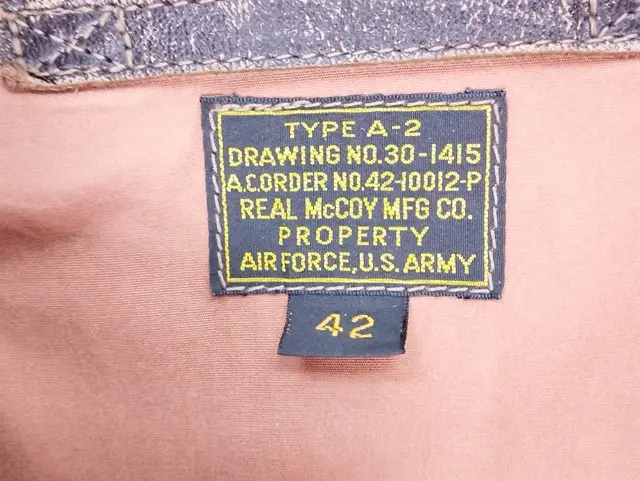 TYPE A-2
DRAWING NO.30-1415
A.C.ORDER NO.42-10012-P
REAL McCOY MFG CO.
PROPERTY
AIR FORCE, U.S. ARMY
42